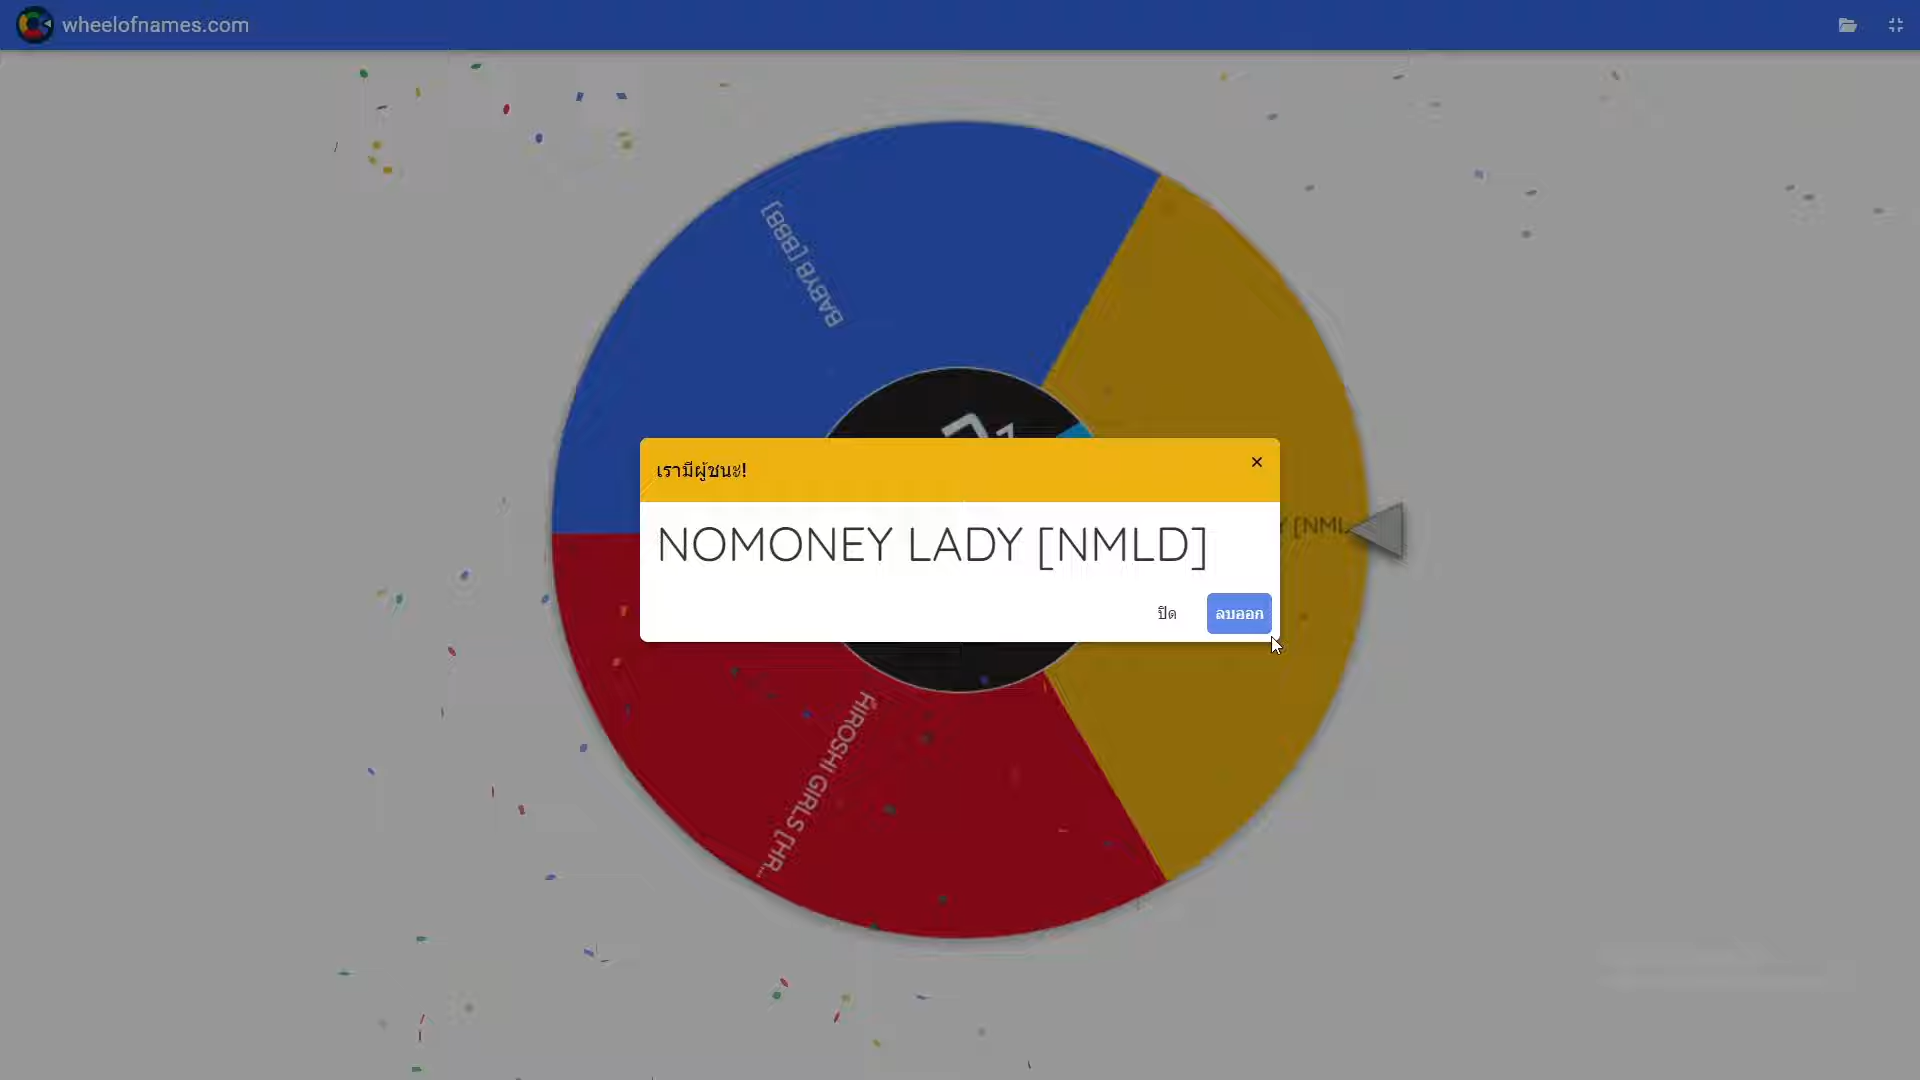 wheelofnames.com
BABYB [BBB]
เรามีผู้ชนะ!
NOMONEY LADY [NMLD]
Y [NML...
ปิด
ลบออก
HIROSHI GIRLS [HR...